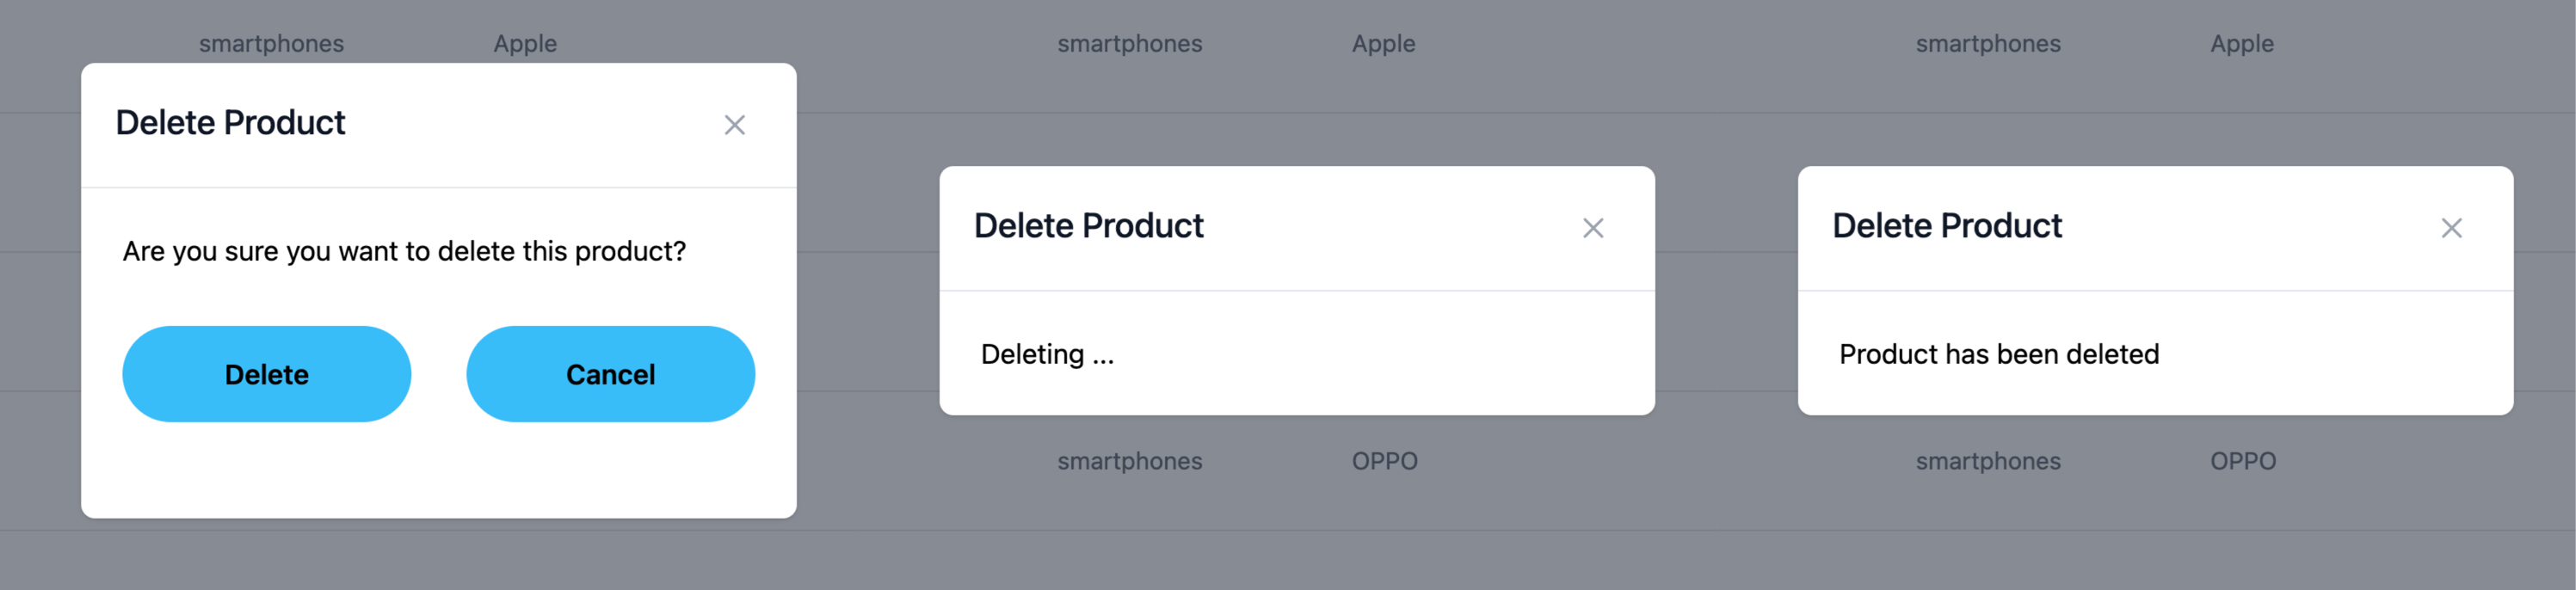 smartphones Apple
Delete Product
Are you sure you want to delete this product?
Delete Cancel
smartphones Apple
Delete Product
Deleting ...
smartphones OPPO
smartphones Apple
Delete Product
Product has been deleted
smartphones OPPO